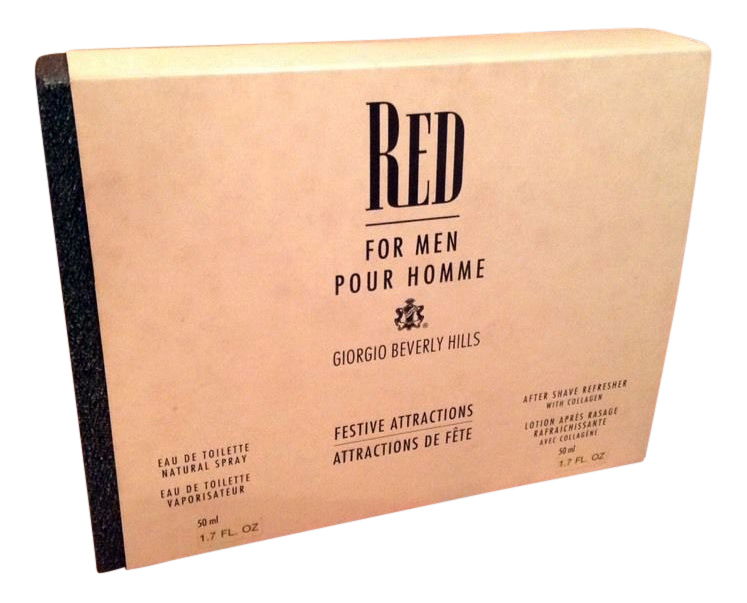 RED
FOR MEN
POUR HOMME
®
GIORGIO BEVERLY HILLS
FESTIVE ATTRACTIONS
ATTRACTIONS DE FÊTE
EAU DE TOILETTE
NATURAL SPRAY
EAU DE TOILETTE
VAPORISATEUR
50 ml
1.7 FL. OZ
AFTER SHAVE REFRESHER
WITH COLLAGEN
LOTION APRÈS RASAGE
RAFRAICHISSANTE
AVEC COLLAGÈNE
50 ml
1.7 FL. OZ